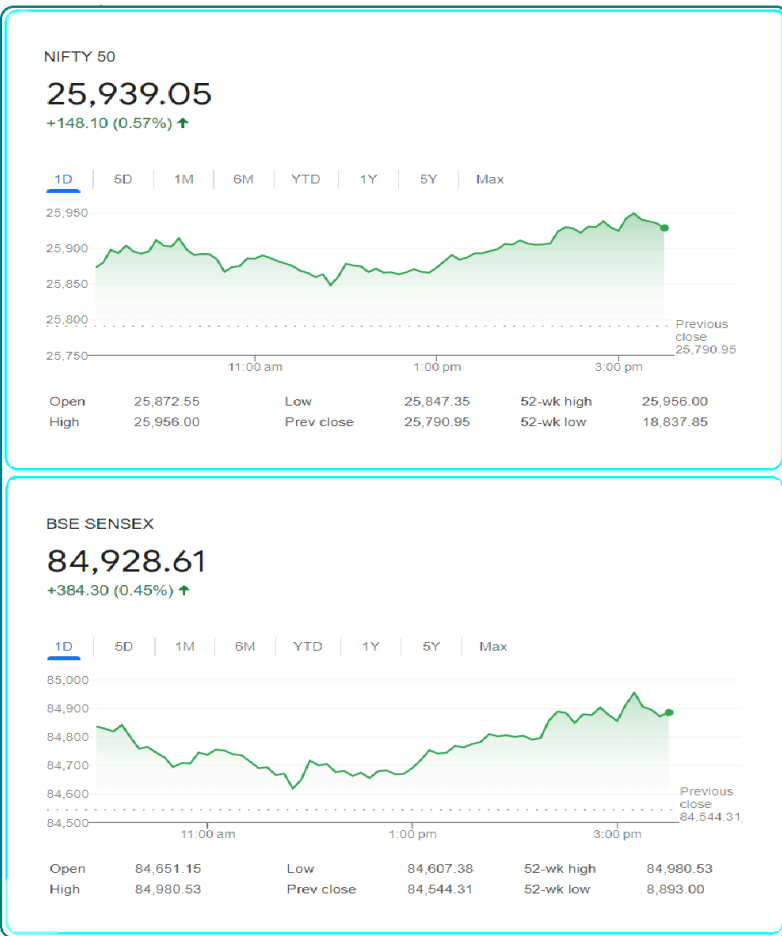 NIFTY 50
25,939.05
+148.10 (0.57%) ↑
1D 5D 1M 6M YTD 1Y 5Y Max
25,950
25,900
25,850
25,800
Previous
close
25,790.95
25,750
11:00 am 1:00 pm 3:00 pm
Open 25,872.55 Low 25,847.35 52-wk high 25,956.00
High 25,956.00 Prev close 25,790.95 52-wk low 18,837.85
BSE SENSEX
84,928.61
+384.30 (0.45%) ↑
1D 5D 1M 6M YTD 1Y 5Y Max
85,000
84,900
84,800
84,700
84,600
Previous
close
84,544.31
84,500
11:00 am 1:00 pm 3:00 pm
Open 84,651.15 Low 84,607.38 52-wk high 84,980.53
High 84,980.53 Prev close 84,544.31 52-wk low 8,893.00